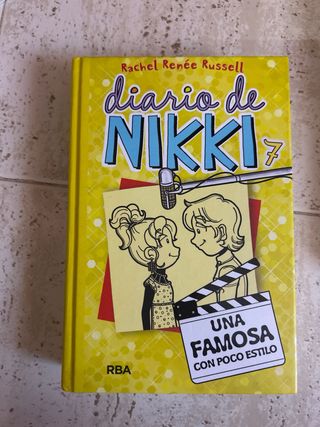 Rachel Renée Russell
diario de
NIKKI 7
UNA
FAMOSA
CON POCO ESTILO
RBA